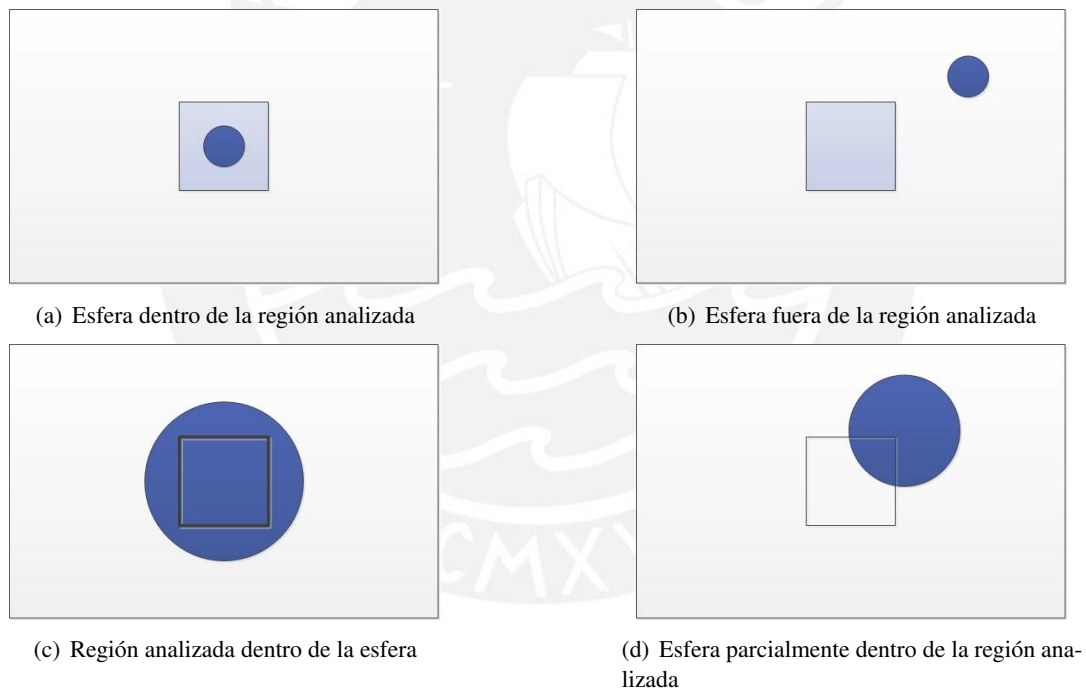 (a) Esfera dentro de la región analizada
(b) Esfera fuera de la región analizada
CMX
(c) Región analizada dentro de la esfera
(d) Esfera parcialmente dentro de la región ana-
lizada